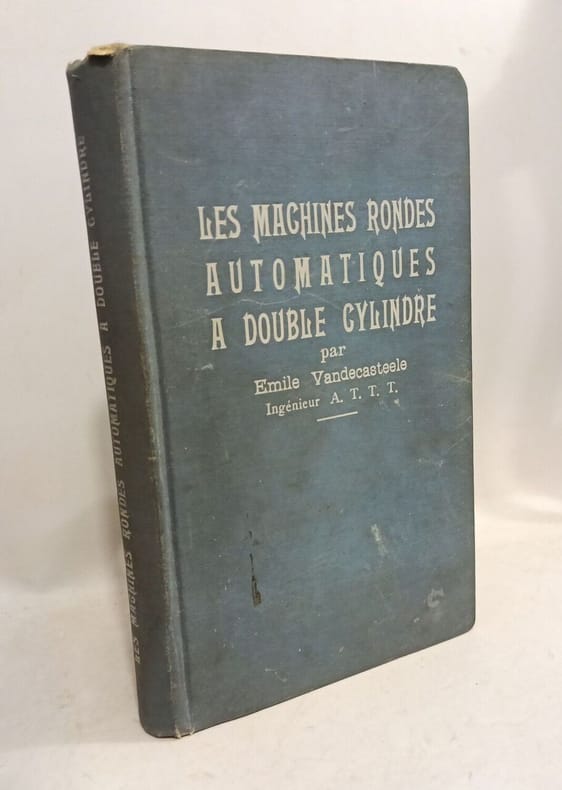 LES MACHINES RONDES
AUTOMATIQUES
A DOUBLE CYLINDRE
par
Emile Vandecasteele
Ingénieur A. T. T. T.
LES MACHINES RONDES AUTOMATIQUES A DOUBLE CYLINDRE